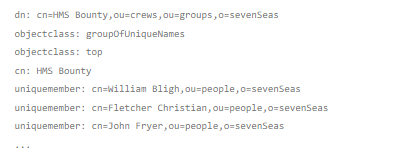 dn: cn=HMS Bounty,ou=crews,ou=groups,o=sevenSeas
objectclass: groupOfUniqueNames
objectclass: top
cn: HMS Bounty
uniquemember: cn=William Bligh,ou=people,o=sevenSeas
uniquemember: cn=Fletcher Christian,ou=people,o=sevenSeas
uniquemember: cn=John Fryer,ou=people,o=sevenSeas
...